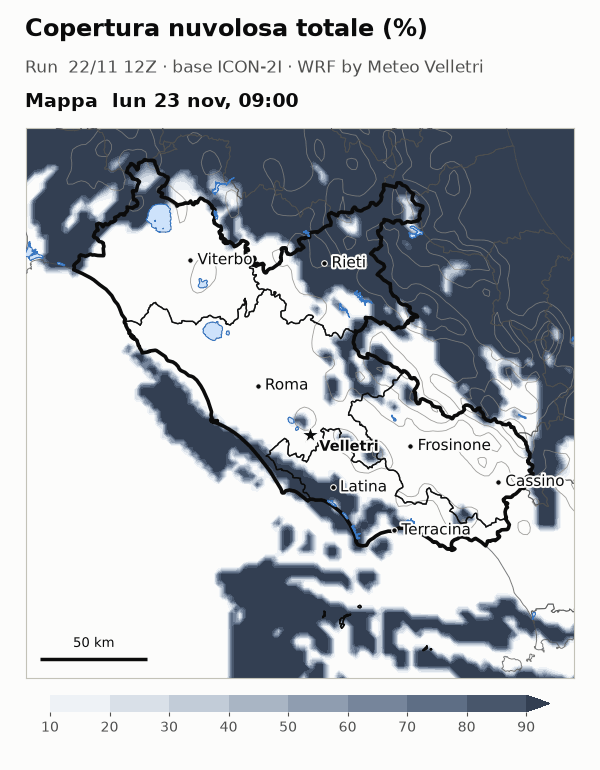 Copertura nuvolosa totale (%)
Run 22/11 12Z · base ICON-2I · WRF by Meteo Velletri
Mappa lun 23 nov, 09:00
Viterbo
Rieti
Roma
Velletri
Frosinone
Latina
Cassino
Terracina
50 km
10 20 30 40 50 60 70 80 90